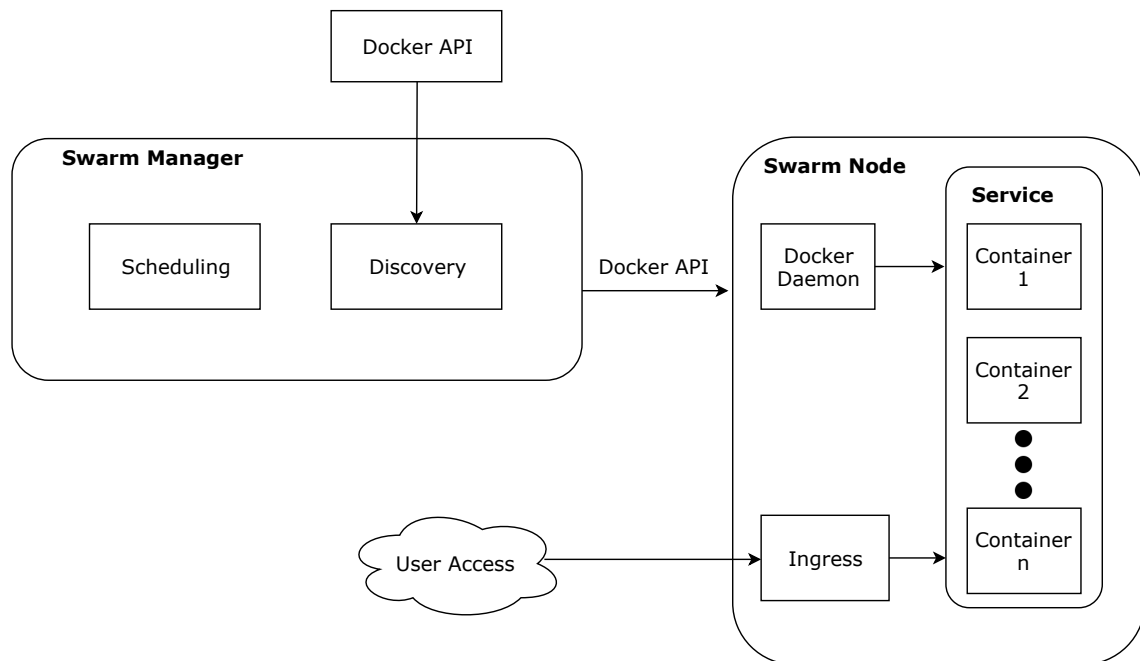 Docker API
Swarm Manager
Scheduling
Discovery
Docker API
Swarm Node
Service
Docker
Daemon
Container
1
Container
2
User Access
Ingress
Container
n